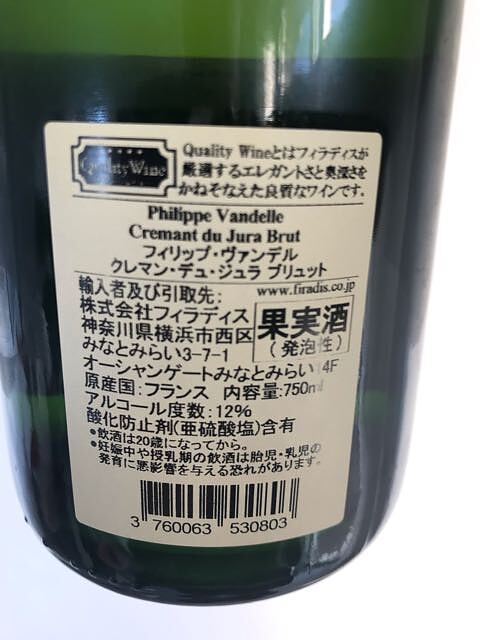 Quality Wine
Quality Wineとはフィラディスが
厳選するエレガントさと奥深さを
かねそなえた良質なワインです。
Philippe Vandelle
Cremant du Jura Brut
フィリップ・ヴァンデル
クレマン・デュ・ジュラ ブリュット
輸入者及び引取先:
www.firadis.co.jp
株式会社フィラディス
果実酒
(発泡性)
神奈川県横浜市西区
みなとみらい3-7-1
オーシャンゲートみなとみらい14F
原産国:フランス 内容量:750ml
アルコール度数:12%
酸化防止剤(亜硫酸塩)含有
•飲酒は20歳になってから。
•妊娠中や授乳期の飲酒は胎児・乳児の
発育に悪影響を与える恐れがあります。
3 760063 530803